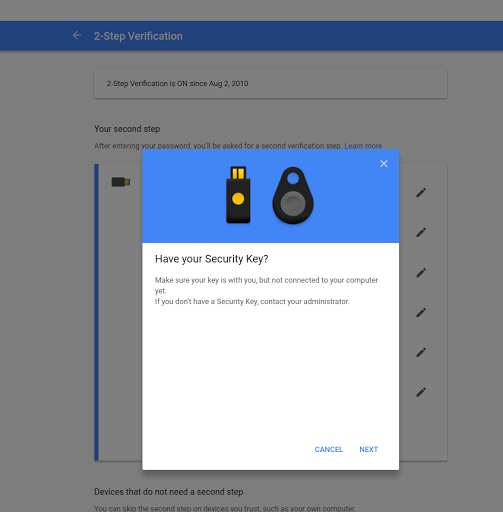 2-Step Verification
2-Step Verification is ON since Aug 2, 2010
Your second step
After entering your password, you'll be asked for a second verification step. Learn more
Have your Security Key?
Make sure your key is with you, but not connected to your computer
yet.
If you don't have a Security Key, contact your administrator.
CANCEL NEXT
Devices that do not need a second step
You can skip the second step on devices you trust, such as your own computer.